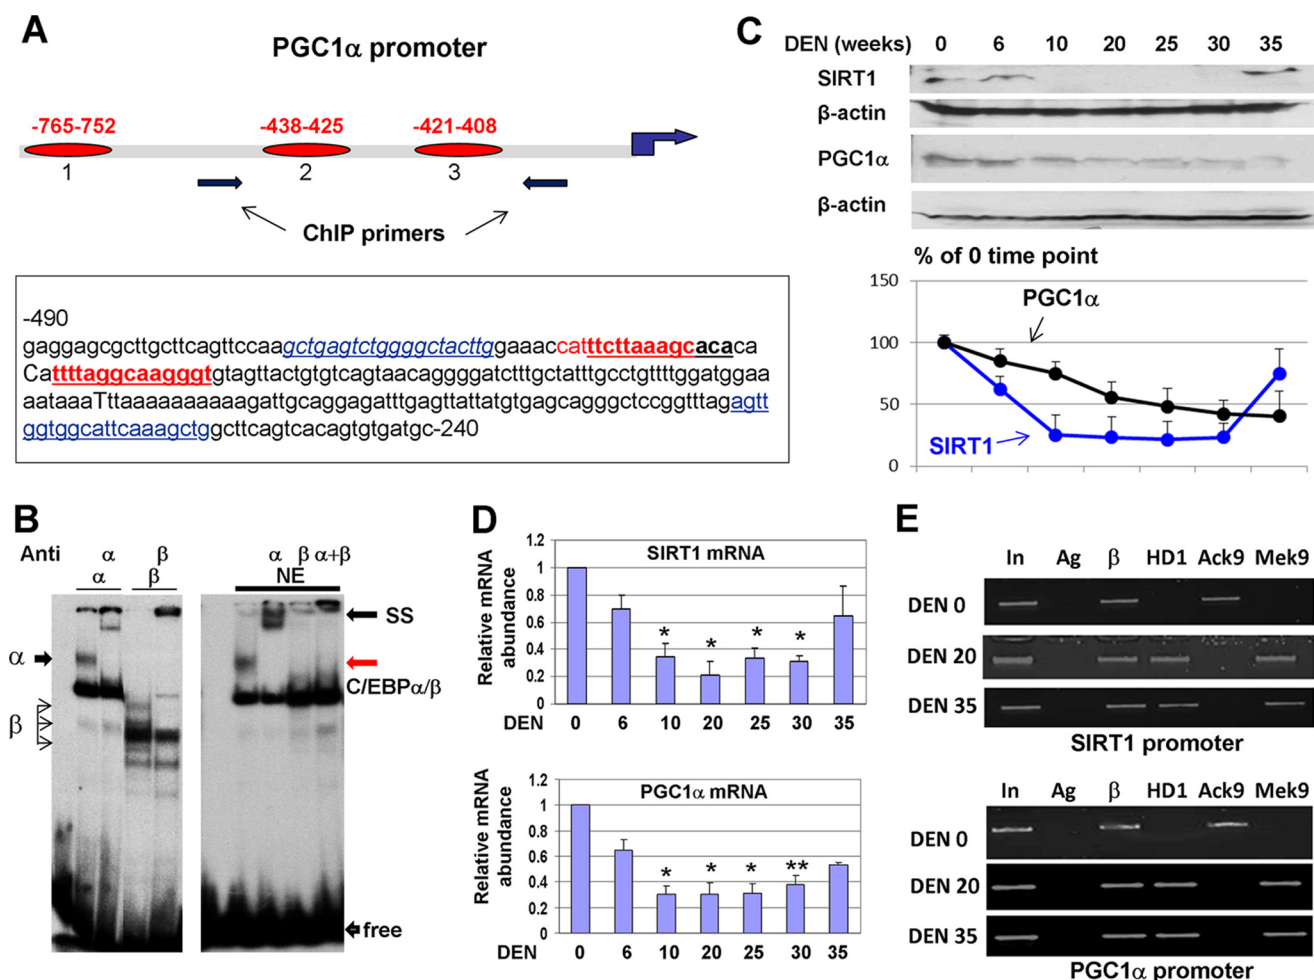 A
PGC1α promoter
-765-752
-438-425
-421-408
1
2
3
ChIP primers
-490
gaggagcgcttgcttcagttccaagctgagtctggggctacttggaaaccatttcttaaagcacaca
Cattttaggcaagggtgtagttactgtgtcagtaacaggggatctttgctatttgcctgttttggatggaa
aataaaTttaaaaaaaaaagattgcaggagatttgagttattatgtgagcagggctccggtttagagtt
ggtggcattcaaagctgggcttcagtcacagtgtgatgc-240
B
Anti
α
β
α
β
α
β
α
β
α+β
NE
SS
C/EBPα/β
free
C
DEN (weeks)
0 6 10 20 25 30 35
SIRT1
β-actin
PGC1α
β-actin
% of 0 time point
150
100
50
0
PGC1α
SIRT1
D
Relative mRNA
abundance
1.2
1
0.8
0.6
0.4
0.2
0
SIRT1 mRNA
* * * *
DEN
0 6 10 20 25 30 35
Relative mRNA
abundance
1.2
1
0.8
0.6
0.4
0.2
0
PGC1α mRNA
* * * **
DEN
0 6 10 20 25 30 35
E
In Ag β HD1 Ack9 Mek9
DEN 0
DEN 20
DEN 35
SIRT1 promoter
In Ag β HD1 Ack9 Mek9
DEN 0
DEN 20
DEN 35
PGC1α promoter